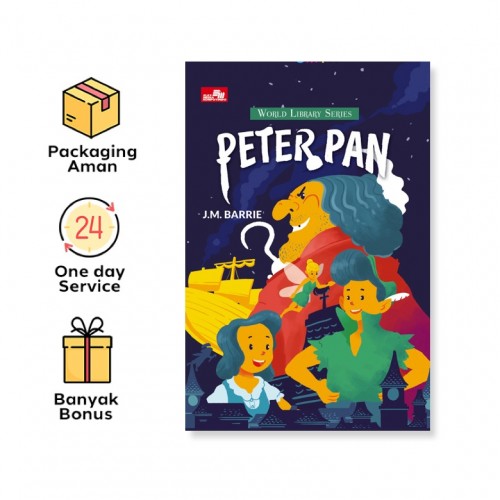 Packaging
Aman
24
One day
Service
Banyak
Bonus
WORLD LIBRARY SERIES
PETER PAN
J.M. BARRIE